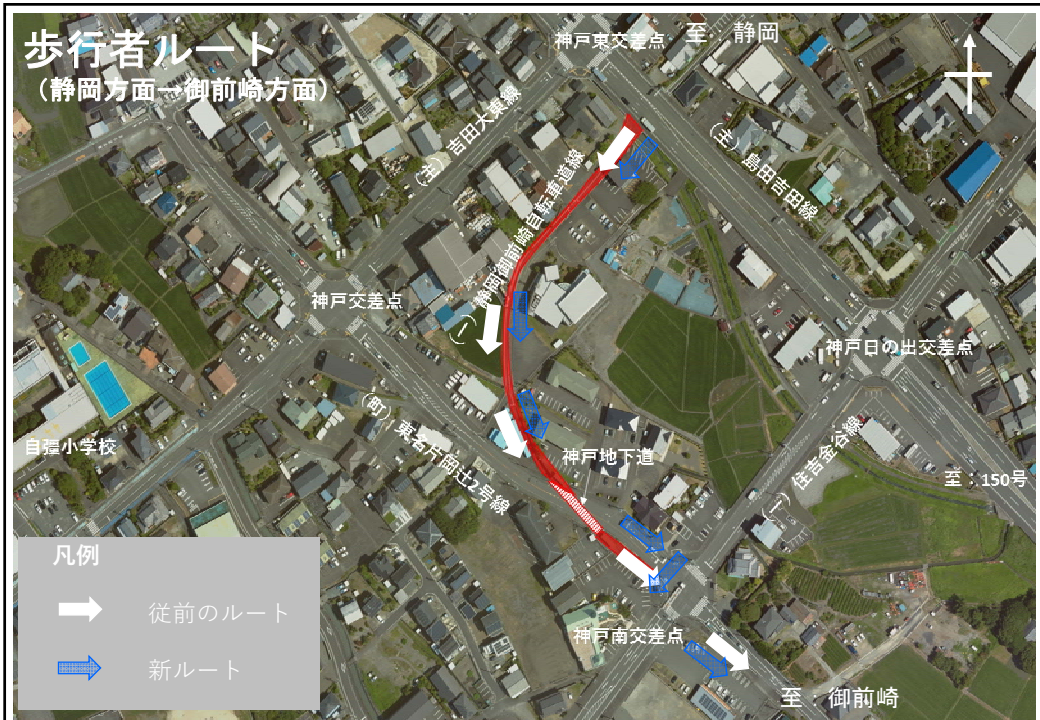 歩行者ルート
（静岡方面→御前崎方面）
神戸東交差点
至：静岡
（主）吉田大東線
（主）島田吉田線
（一）静岡御前崎自転車道線
神戸交差点
神戸日の出交差点
（町）東名片岡辻2号線
自彊小学校
神戸地下道
（一）住吉金谷線
至：150号
凡例
従前のルート
新ルート
神戸南交差点
至：御前崎